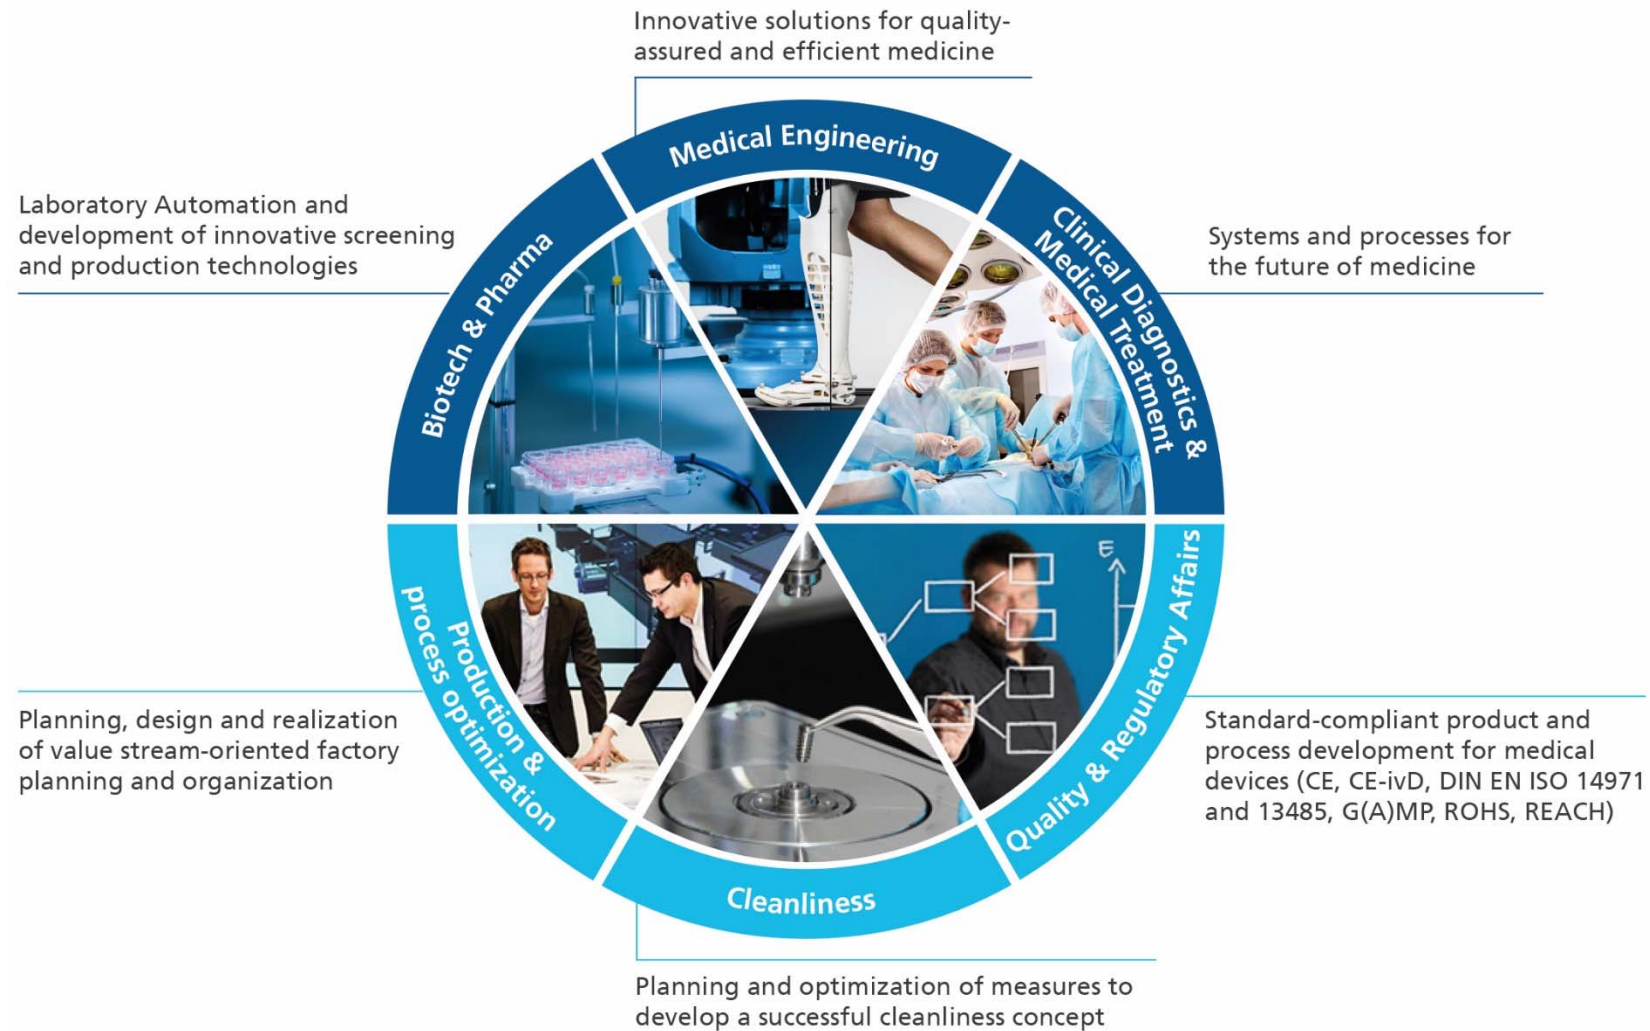 Innovative solutions for quality-
assured and efficient medicine
Medical Engineering
Laboratory Automation and
development of innovative screening
and production technologies
Biotech & Pharma
Clinical Diagnostics &
Medical Treatment
Systems and processes for
the future of medicine
Production &
process optimization
Planning, design and realization
of value stream-oriented factory
planning and organization
E
Quality & Regulatory Affairs
Standard-compliant product and
process development for medical
devices (CE, CE-ivD, DIN EN ISO 14971
and 13485, G(A)MP, ROHS, REACH)
Cleanliness
Planning and optimization of measures to
develop a successful cleanliness concept